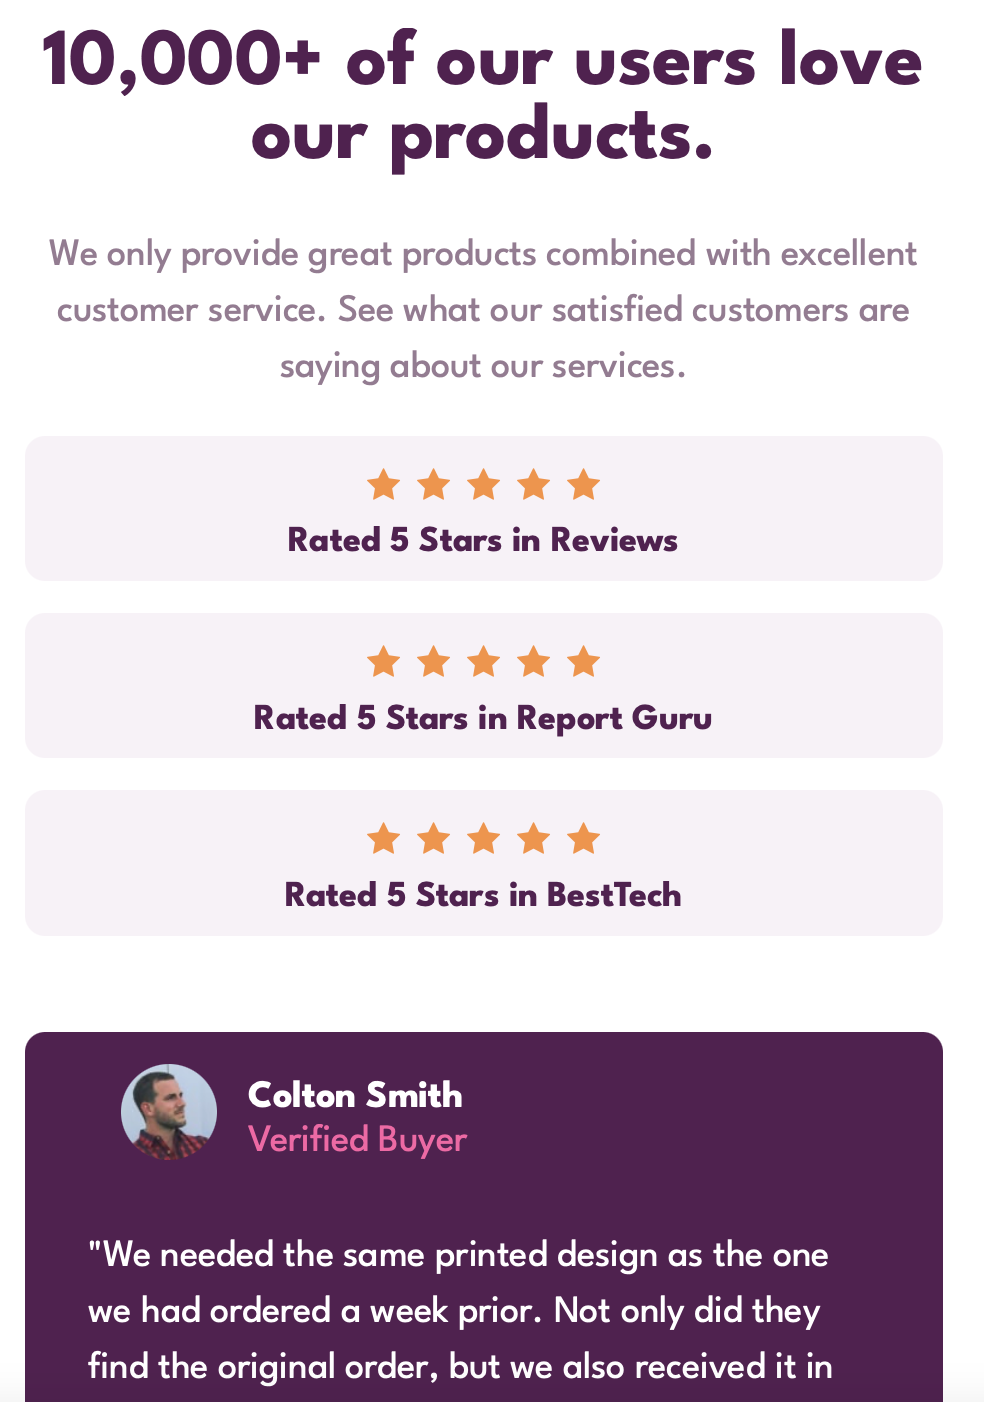 10,000+ of our users love
our products.
We only provide great products combined with excellent
customer service. See what our satisfied customers are
saying about our services.
Rated 5 Stars in Reviews
Rated 5 Stars in Report Guru
Rated 5 Stars in BestTech
Colton Smith
Verified Buyer
"We needed the same printed design as the one
we had ordered a week prior. Not only did they
find the original order, but we also received it in